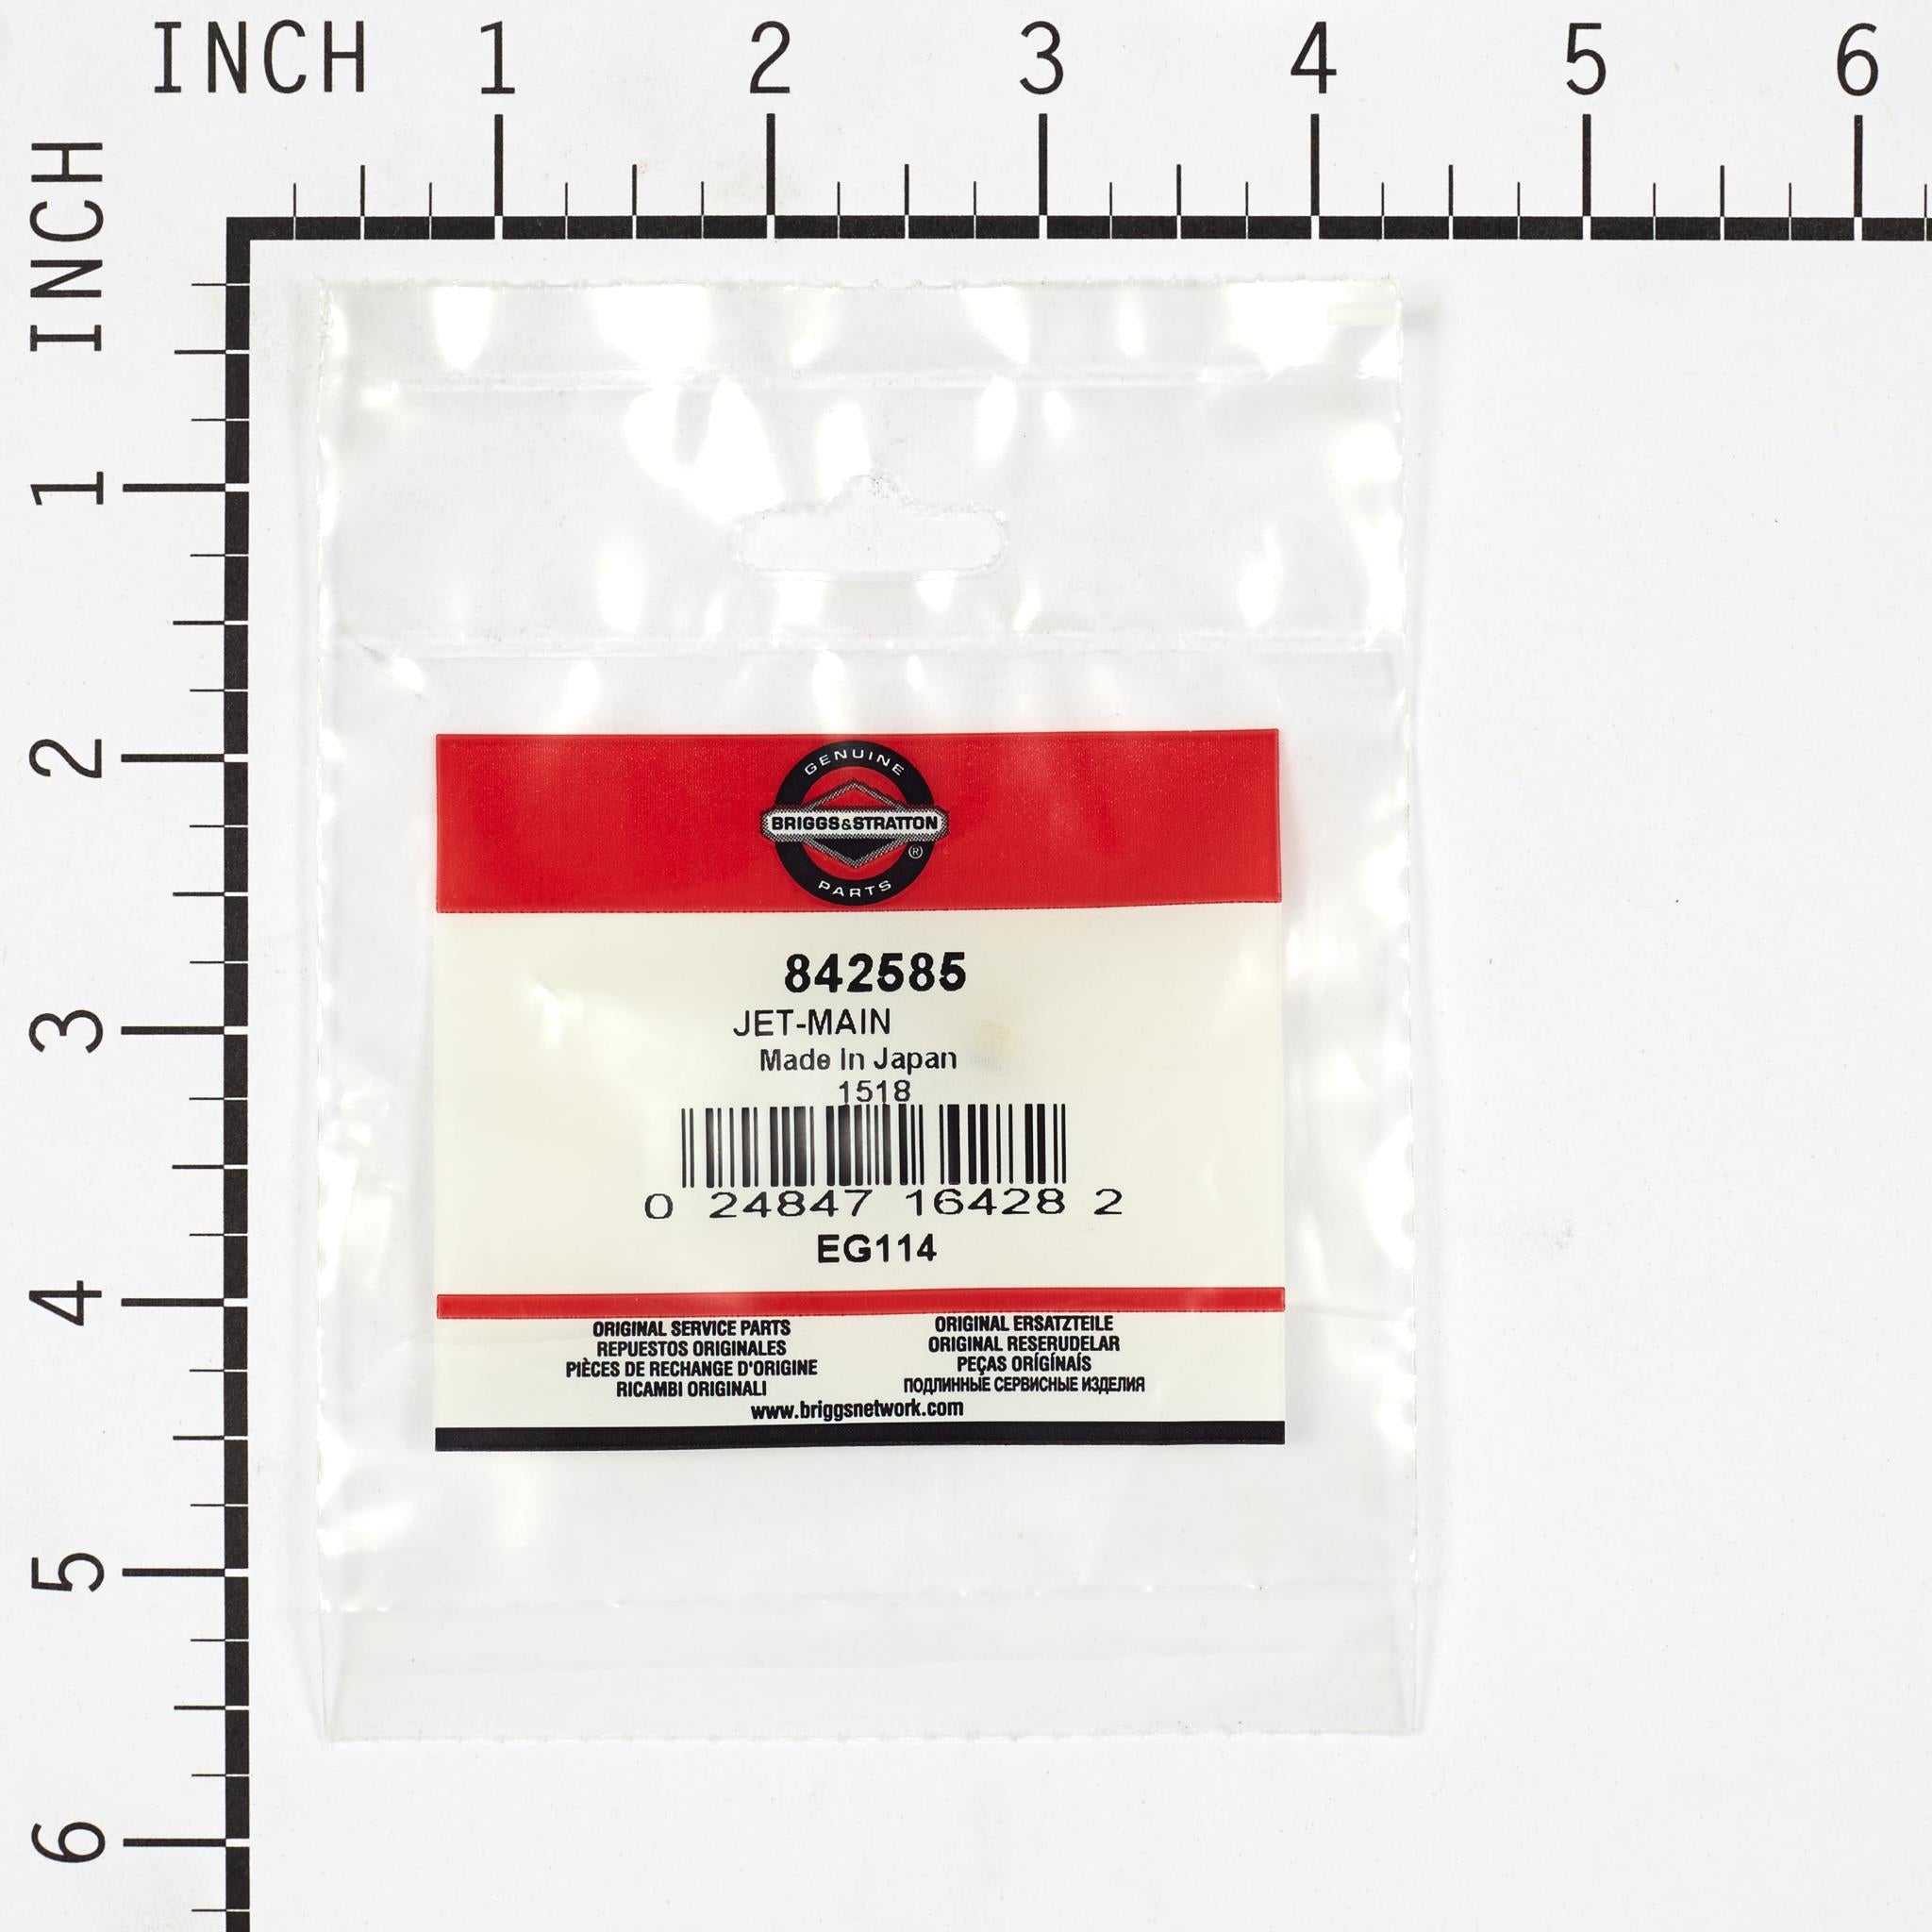 INCH 1 2 3 4 5 6
INCH
1
2
3
4
5
6
GENUINE
BRIGGS&STRATTON
®
PARTS
842585
JET-MAIN
Made In Japan
1518
0 24847 16428 2
EG114
ORIGINAL SERVICE PARTS
REPUESTOS ORIGINALES
PIÈCES DE RECHANGE D'ORIGINE
RICAMBI ORIGINALI
ORIGINAL ERSATZTEILE
ORIGINAL RESERUDELAR
PEÇAS ORÍGÍNAÍS
ПОДЛИННЫЕ СЕРВИСНЫЕ ИЗДЕЛИЯ
www.briggsnetwork.com